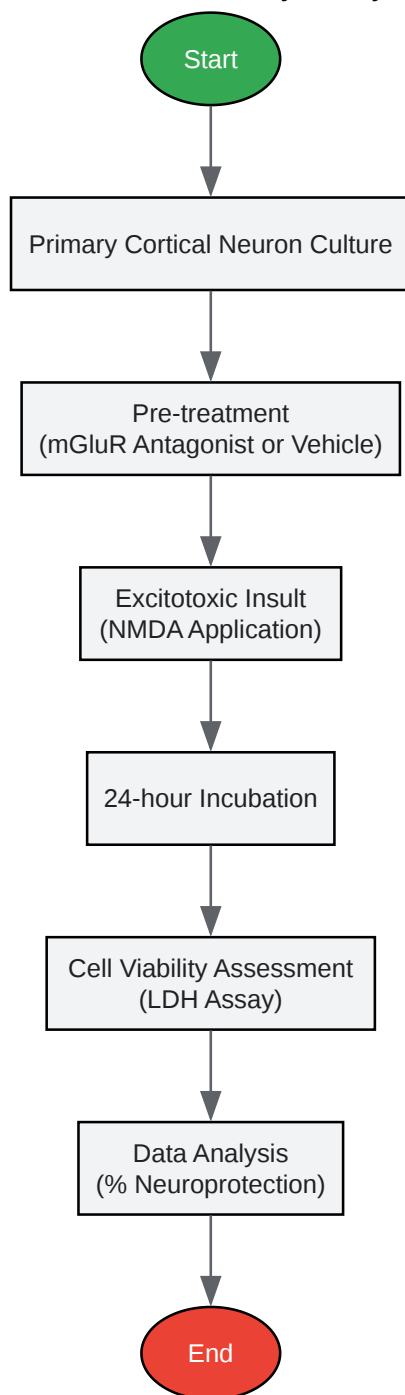 Start
Primary Cortical Neuron Culture
Pre-treatment
(mGluR Antagonist or Vehicle)
Excitotoxic Insult
(NMDA Application)
24-hour Incubation
Cell Viability Assessment
(LDH Assay)
Data Analysis
(% Neuroprotection)
End